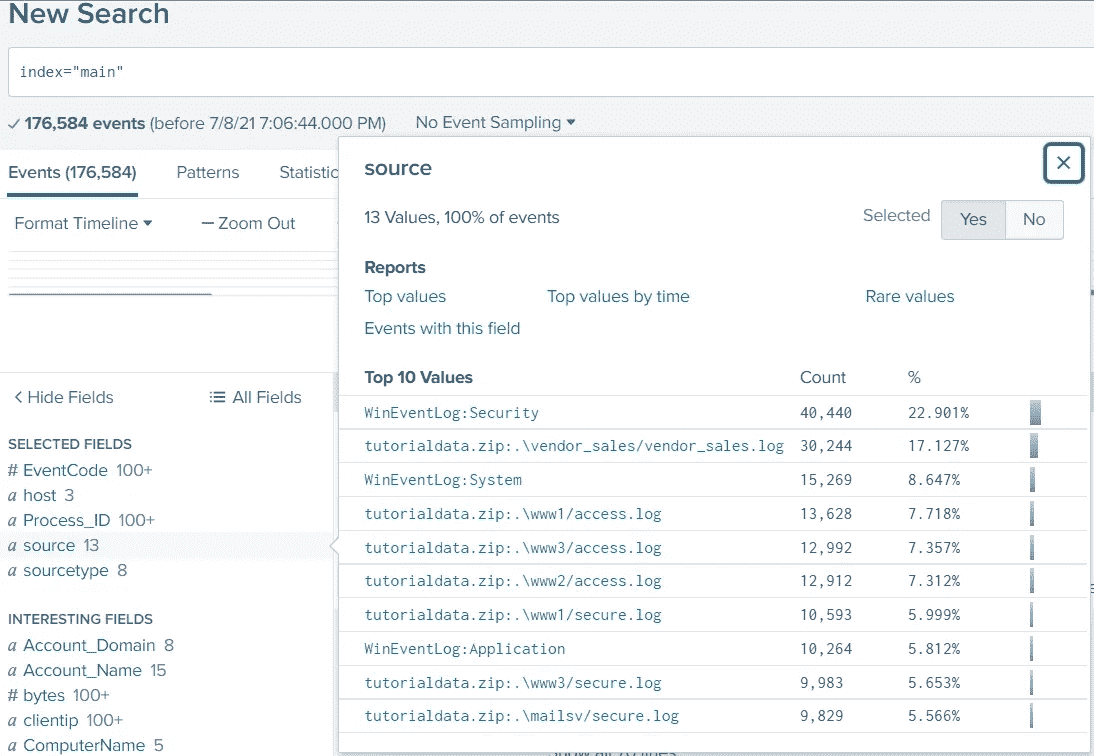 New Search
index="main"
✓ 176,584 events (before 7/8/21 7:06:44.000 PM) No Event Sampling
Events (176,584) Patterns Statistic
Format Timeline — Zoom Out
source
13 Values, 100% of events
Selected Yes No
Reports
Top values Top values by time Rare values
Events with this field
Top 10 Values Count %
WinEventLog:Security 40,440 22.901%
tutorialdata.zip:.\vendor_sales/vendor_sales.log 30,244 17.127%
WinEventLog:System 15,269 8.647%
tutorialdata.zip:.\www1/access.log 13,628 7.718%
tutorialdata.zip:.\www3/access.log 12,992 7.357%
tutorialdata.zip:.\www2/access.log 12,912 7.312%
tutorialdata.zip:.\www1/secure.log 10,593 5.999%
WinEventLog:Application 10,264 5.812%
tutorialdata.zip:.\www3/secure.log 9,983 5.653%
tutorialdata.zip:.\mailsv/secure.log 9,829 5.566%
< Hide Fields All Fields
SELECTED FIELDS
# EventCode 100+
a host 3
a Process_ID 100+
a source 13
a sourcetype 8
INTERESTING FIELDS
a Account_Domain 8
a Account_Name 15
# bytes 100+
a clientip 100+
a ComputerName 5